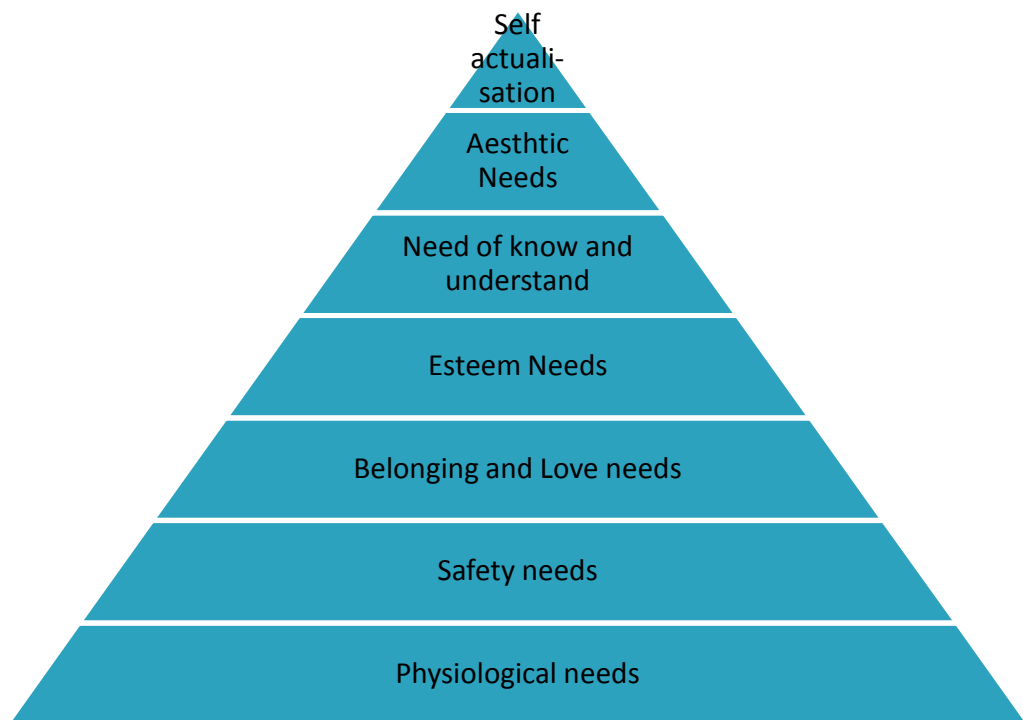 Self
actuali-
sation
Aesthtic
Needs
Need of know and
understand
Esteem Needs
Belonging and Love needs
Safety needs
Physiological needs